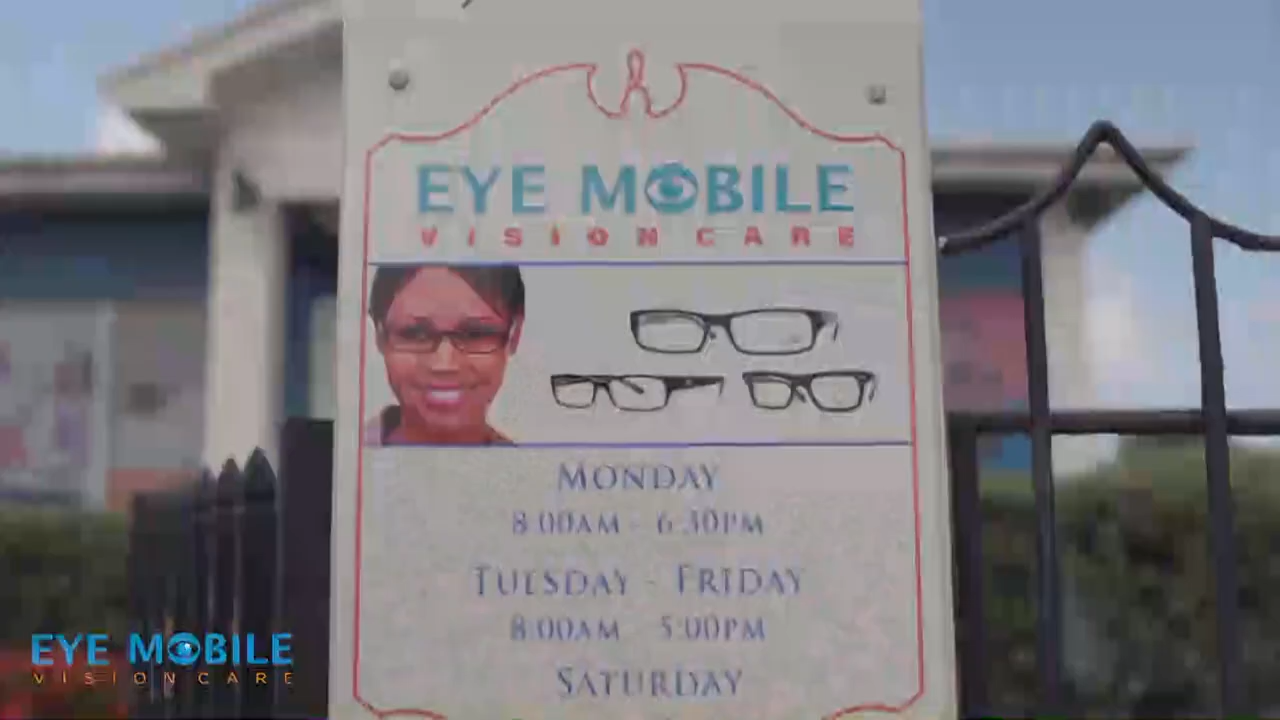 EYE MOBILE
VISION CARE
MONDAY
8:00AM - 6:30PM
TUESDAY - FRIDAY
8:00AM - 5:00PM
SATURDAY
EYE MOBILE
VISION CARE